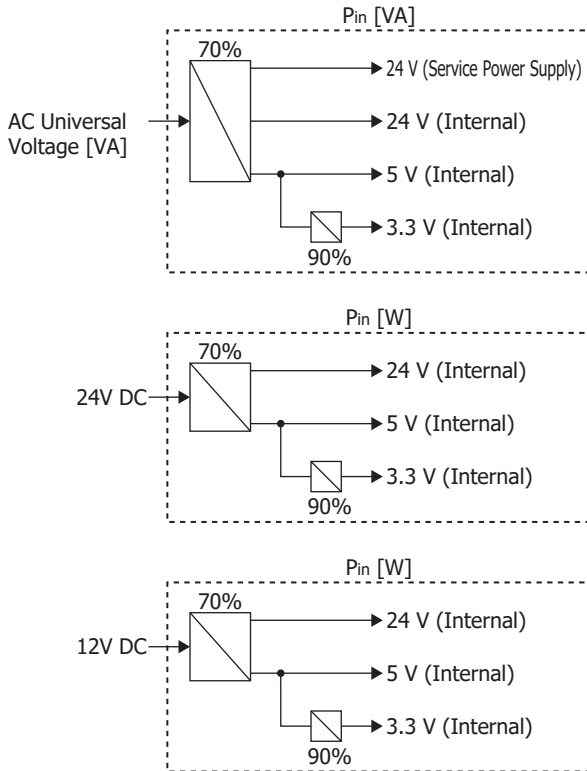 Pin [VA]
70%
24 V (Service Power Supply)
AC Universal
Voltage [VA]
24 V (Internal)
5 V (Internal)
3.3 V (Internal)
90%
Pin [W]
70%
24V DC
24 V (Internal)
5 V (Internal)
3.3 V (Internal)
90%
Pin [W]
70%
12V DC
24 V (Internal)
5 V (Internal)
3.3 V (Internal)
90%